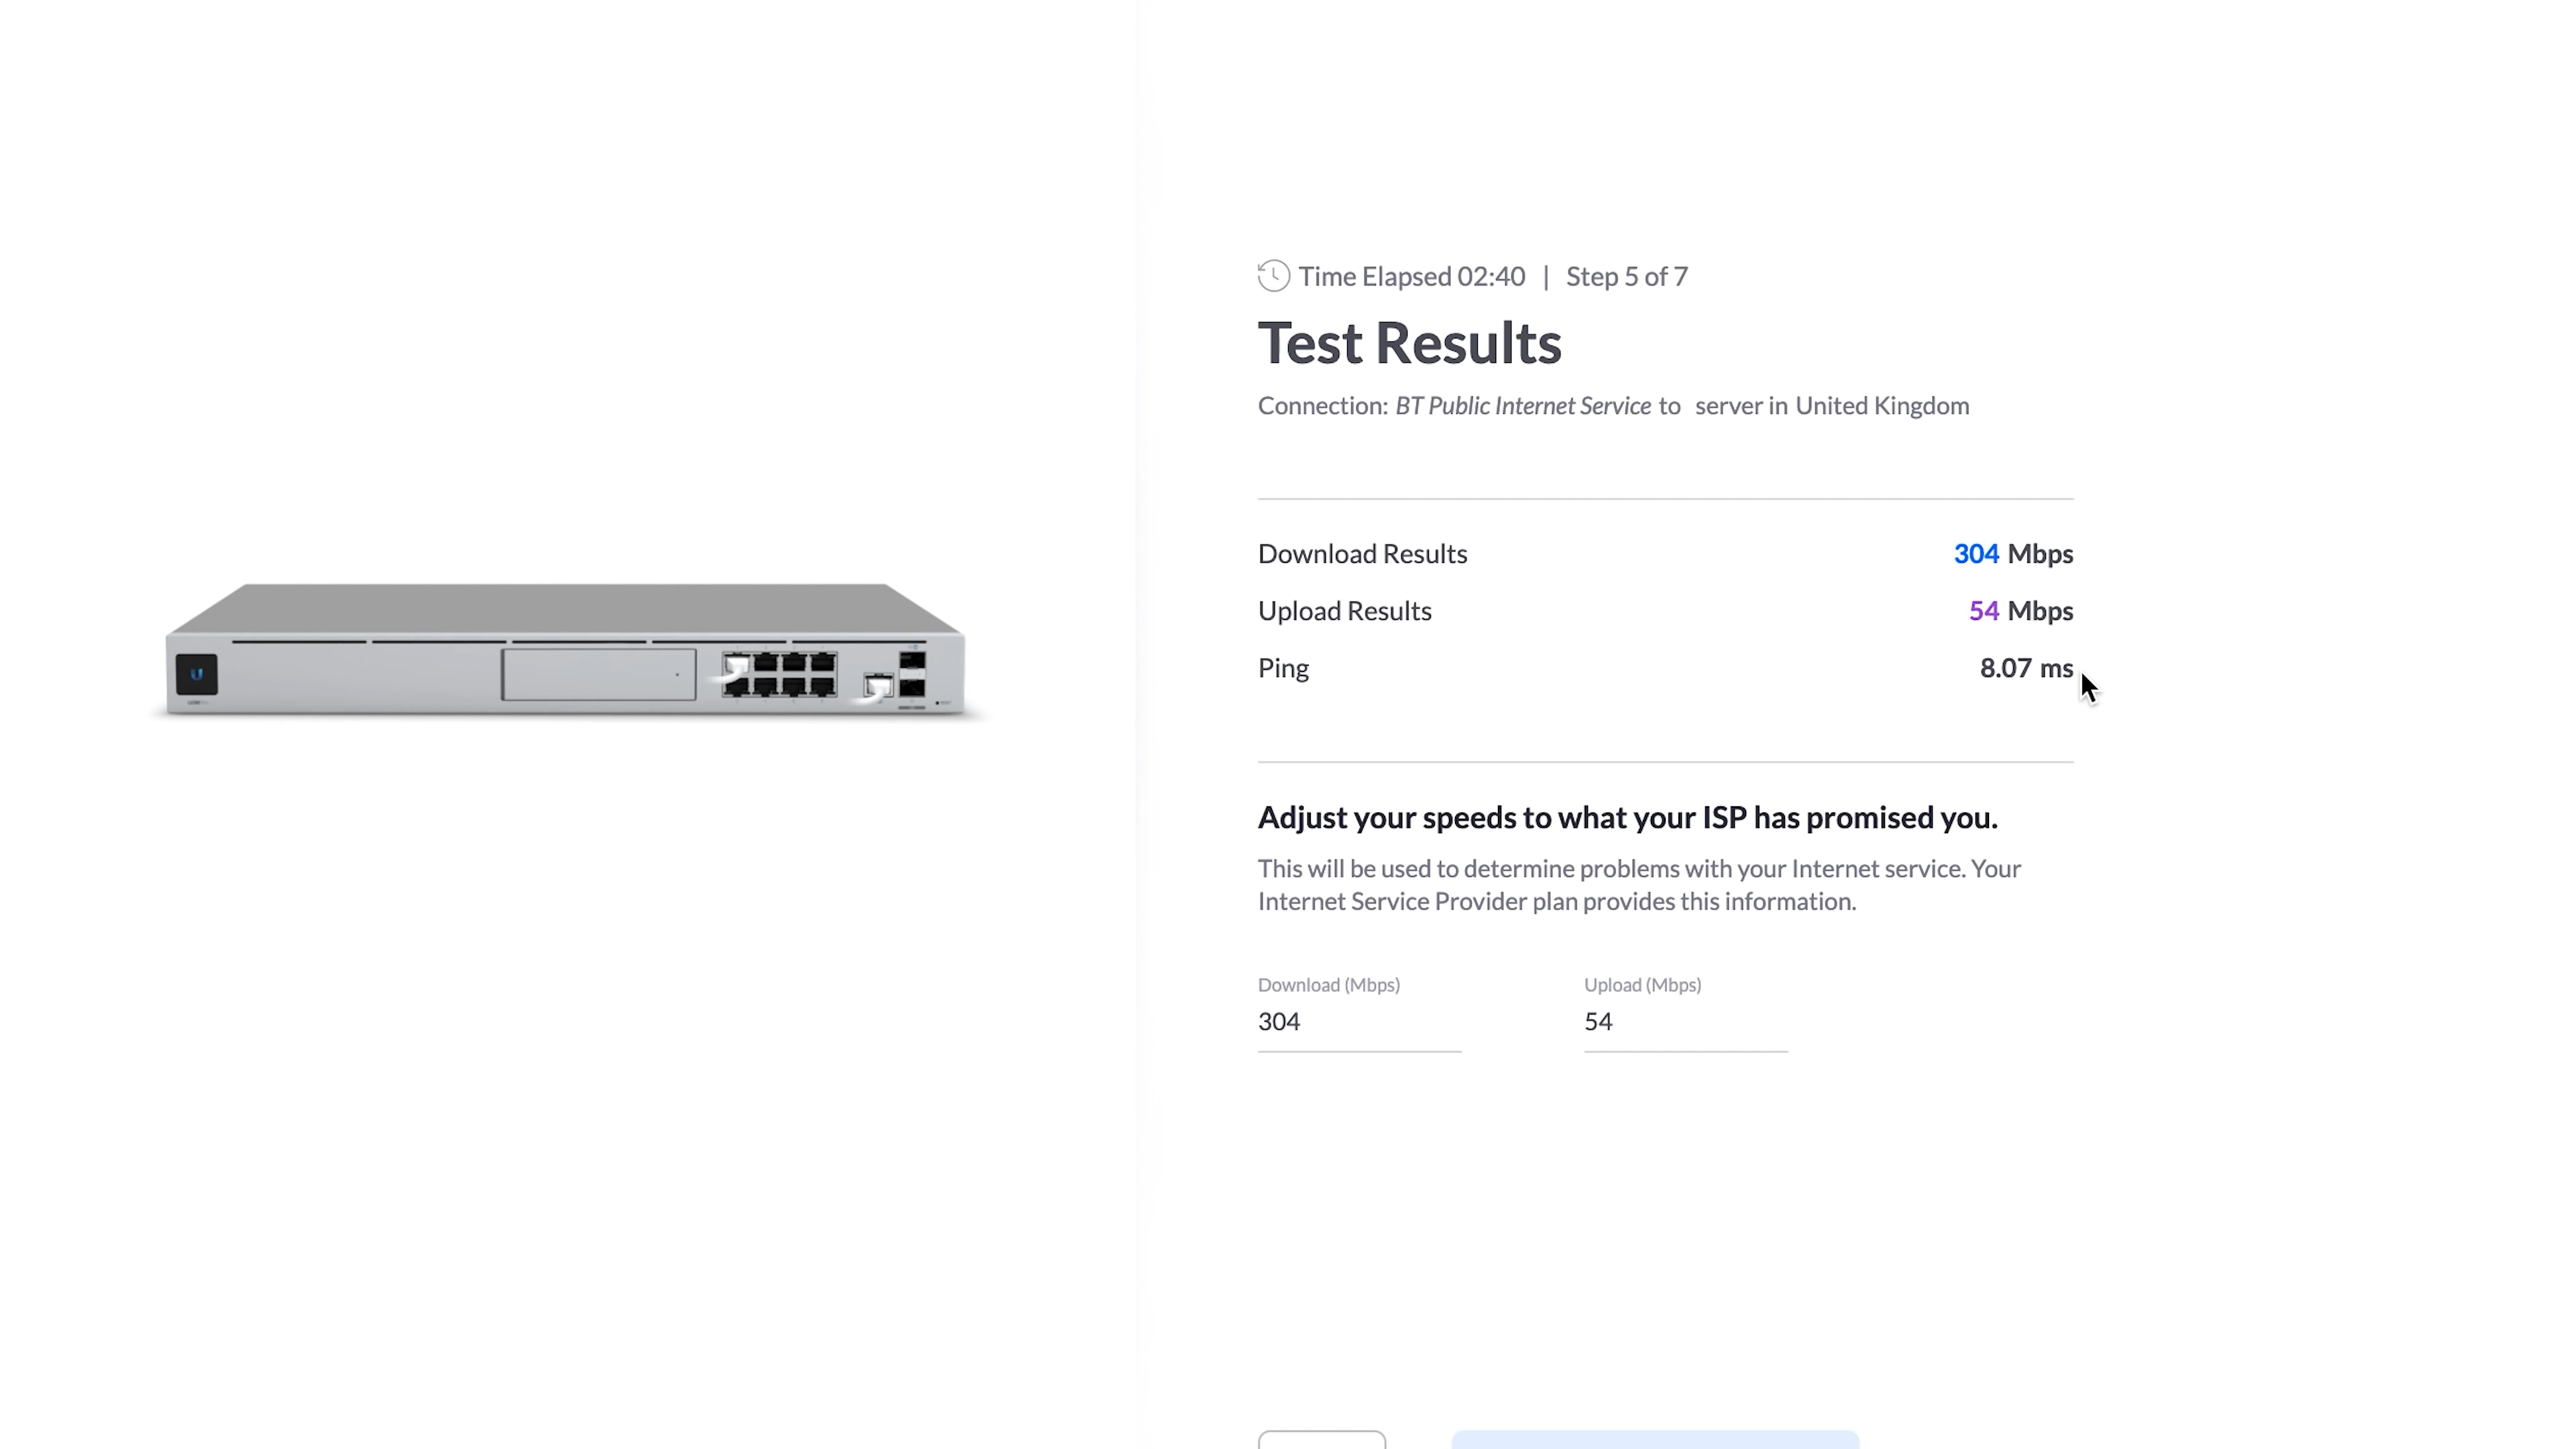 Time Elapsed 02:40 | Step 5 of 7
Test Results
Connection: BT Public Internet Service to server in United Kingdom
Download Results 304 Mbps
Upload Results 54 Mbps
Ping 8.07 ms
Adjust your speeds to what your ISP has promised you.
This will be used to determine problems with your Internet service. Your
Internet Service Provider plan provides this information.
Download (Mbps) Upload (Mbps)
304 54